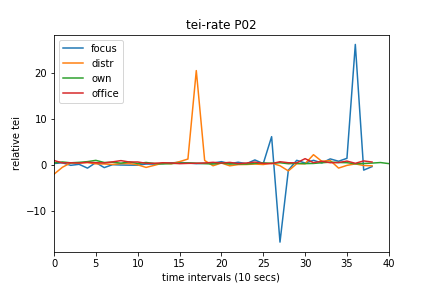 tei-rate P02
focus
distr
own
office
relative tei
20
10
0
−10
0 5 10 15 20 25 30 35 40
time intervals (10 secs)